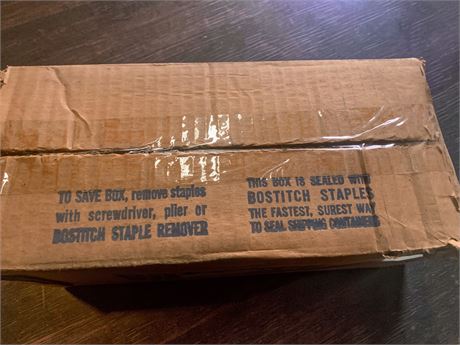 TO SAVE BOX, remove staples
with screwdriver, plier or
BOSTITCH STAPLE REMOVER
THIS BOX IS SEALED WITH
BOSTITCH STAPLES
THE FASTEST, SUREST WAY
TO SEAL SHIPPING CONTAINERS